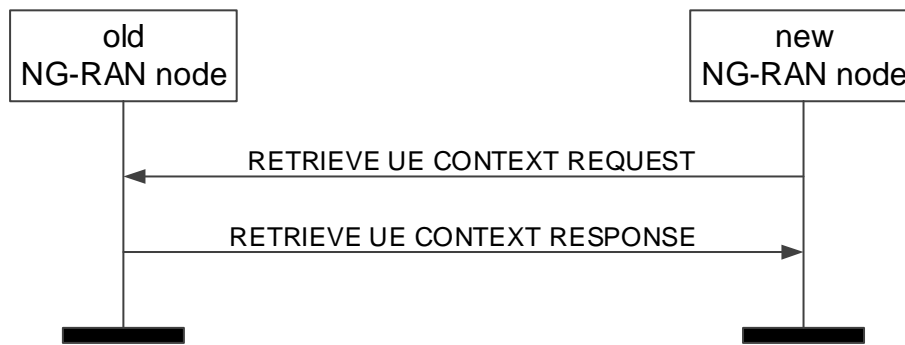 old
NG-RAN node
new
NG-RAN node
RETRIEVE UE CONTEXT REQUEST
RETRIEVE UE CONTEXT RESPONSE